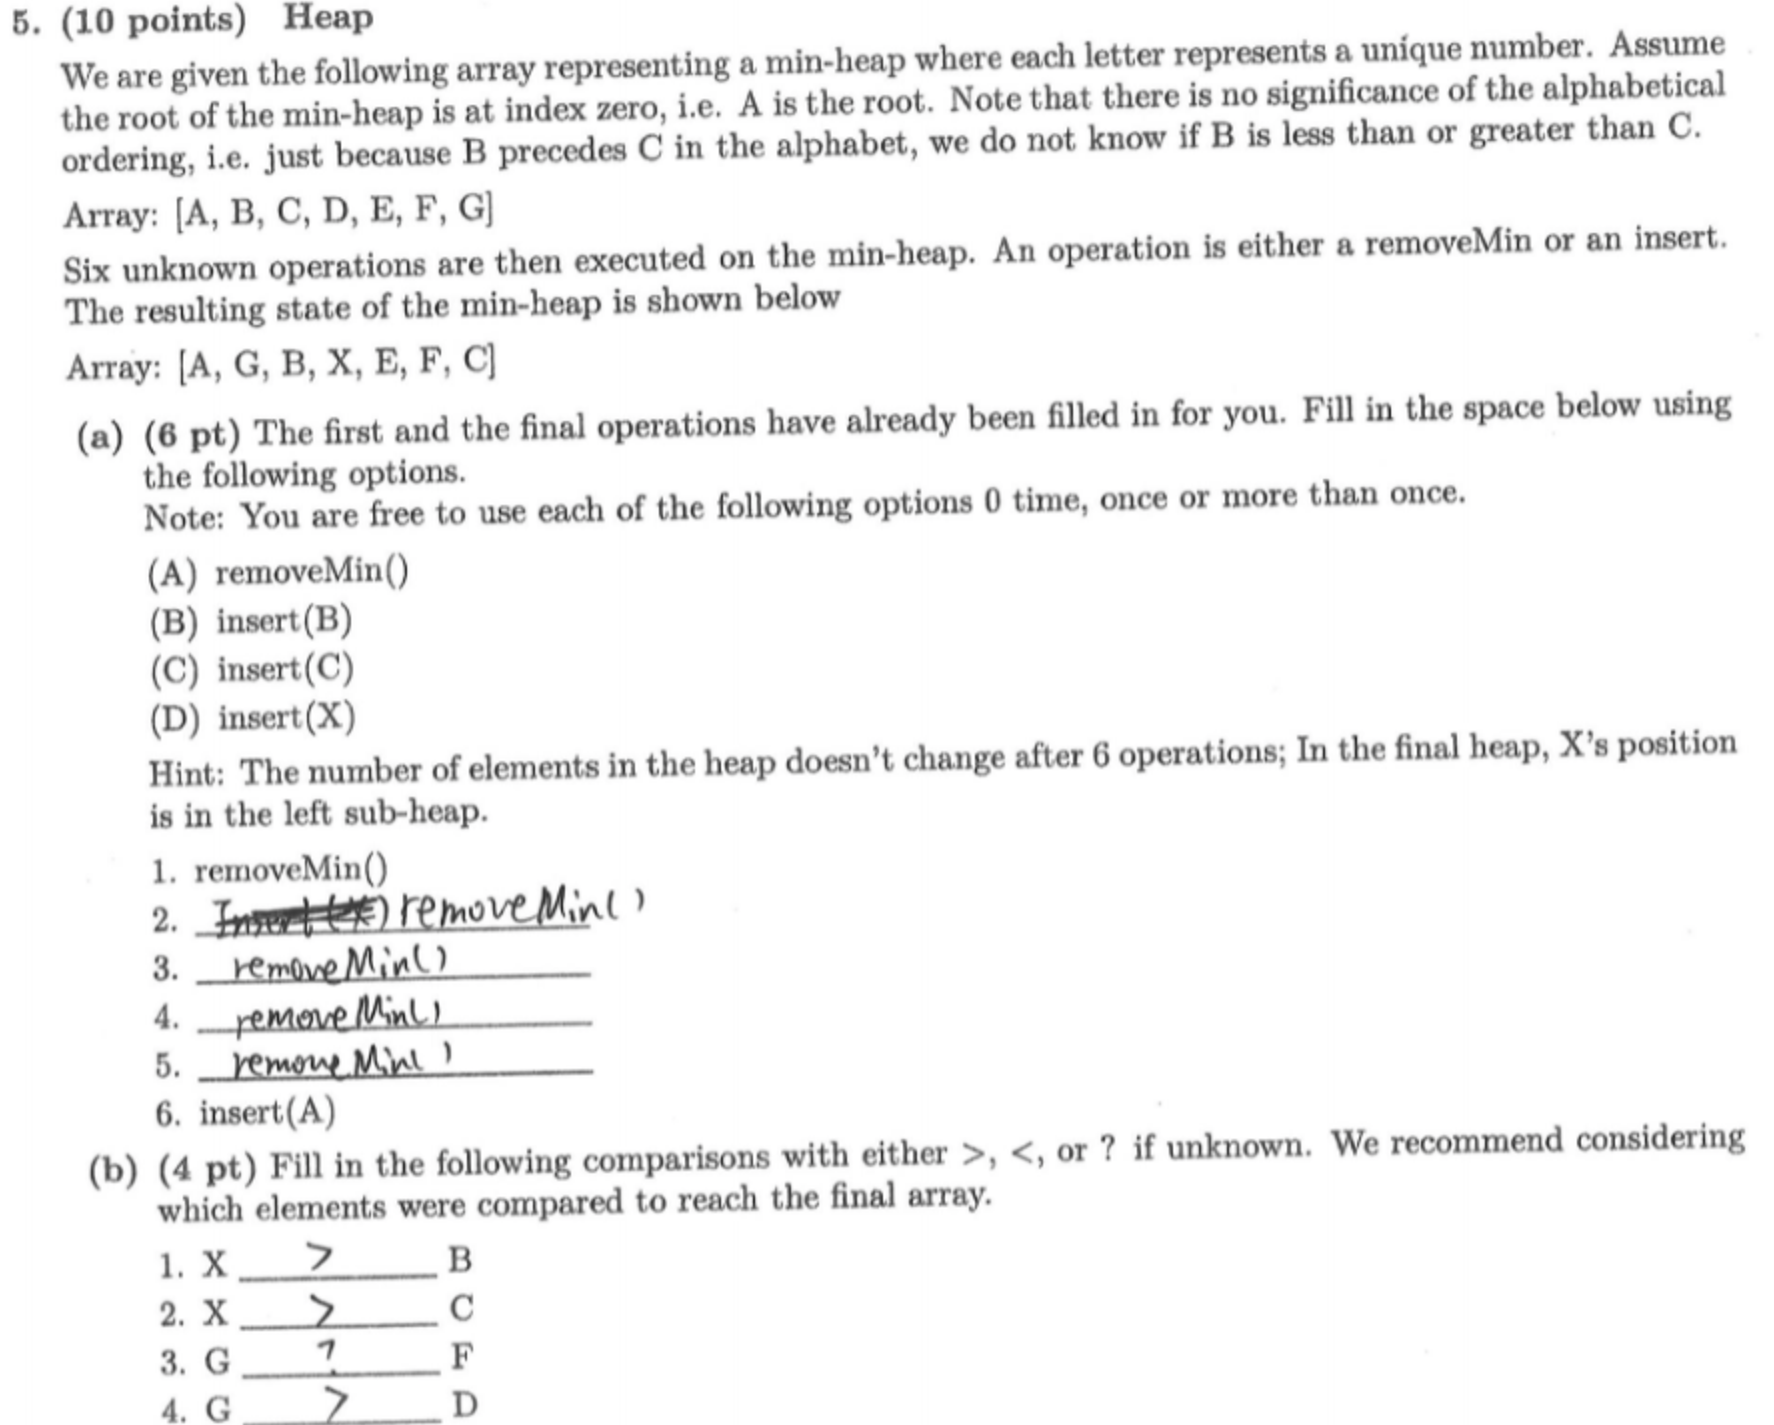 5. (10 points) Heap
We are given the following array representing a min-heap where each letter represents a unique number. Assume
the root of the min-heap is at index zero, i.e. A is the root. Note that there is no significance of the alphabetical
ordering, i.e. just because B precedes C in the alphabet, we do not know if B is less than or greater than C.
Array: [A, B, C, D, E, F, G]
Six unknown operations are then executed on the min-heap. An operation is either a removeMin or an insert.
The resulting state of the min-heap is shown below
Array: [A, G, B, X, E, F, C]
(a) (6 pt) The first and the final operations have already been filled in for you. Fill in the space below using
the following options.
Note: You are free to use each of the following options 0 time, once or more than once.
(A) removeMin()
(B) insert(B)
(C) insert(C)
(D) insert(X)
Hint: The number of elements in the heap doesn't change after 6 operations; In the final heap, X's position
is in the left sub-heap.
1. removeMin()
2. Insert(X) removeMin()
3. removeMin()
4. removeMin()
5. removeMin()
6. insert(A)
(b) (4 pt) Fill in the following comparisons with either >, <, or ? if unknown. We recommend considering
which elements were compared to reach the final array.
1. X > B
2. X > C
3. G ? F
4. G > D